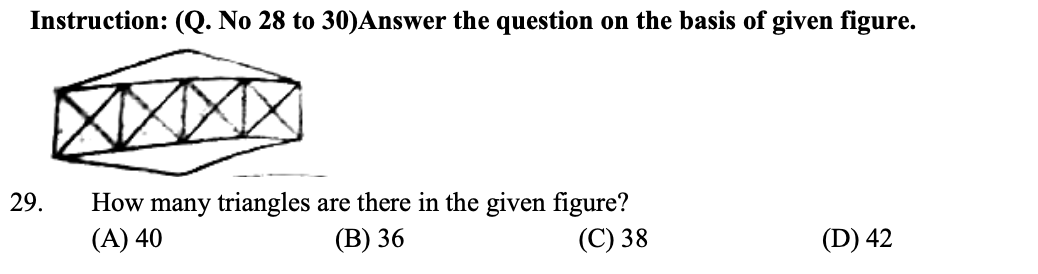 Instruction: (Q. No 28 to 30)Answer the question on the basis of given figure.
29. How many triangles are there in the given figure?
(A) 40 (B) 36 (C) 38 (D) 42